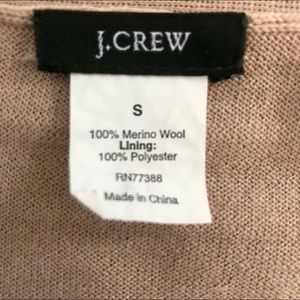 J.CREW
S
100% Merino Wool
Lining:
100% Polyester
RN77388
Made in China